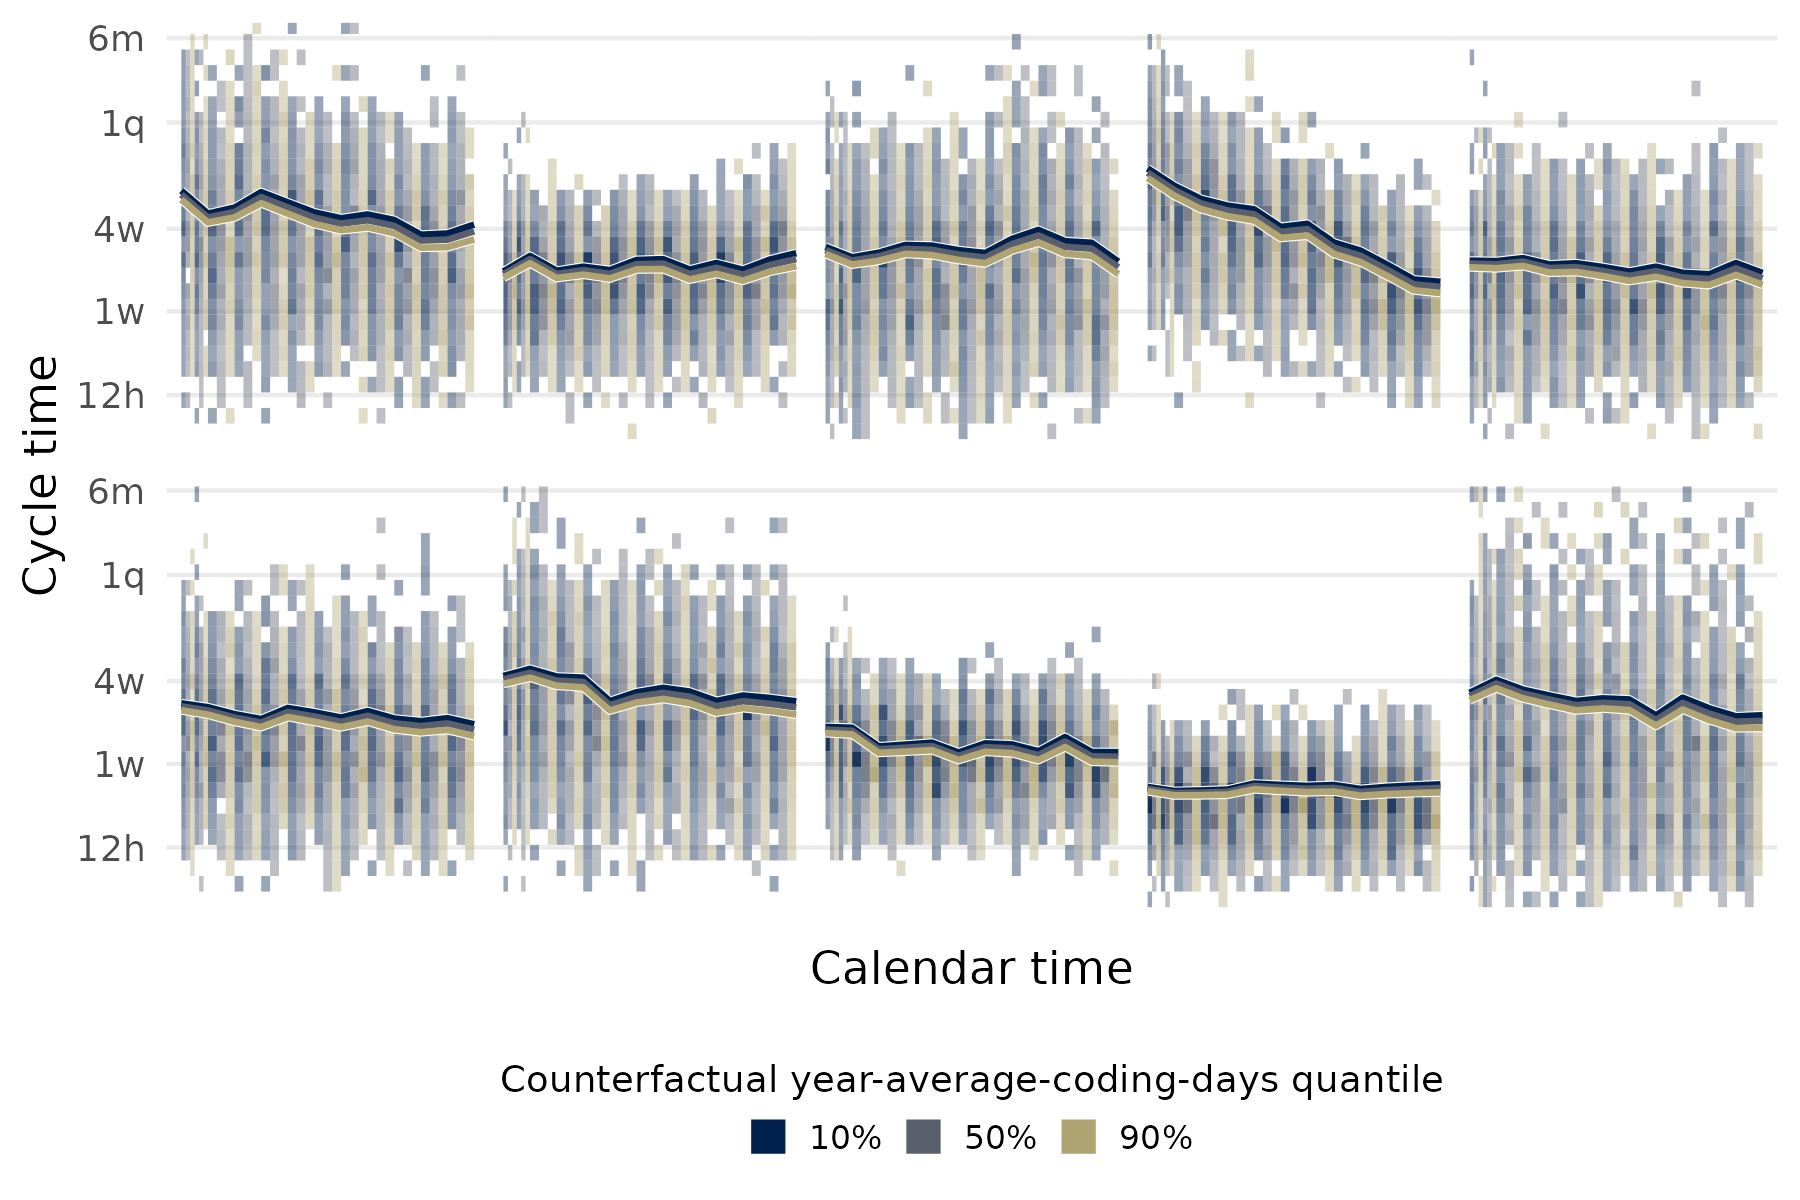 6m
1q
4w
1w
12h
6m
1q
4w
1w
12h
Cycle time
Calendar time
Counterfactual year-average-coding-days quantile
10% 50% 90%